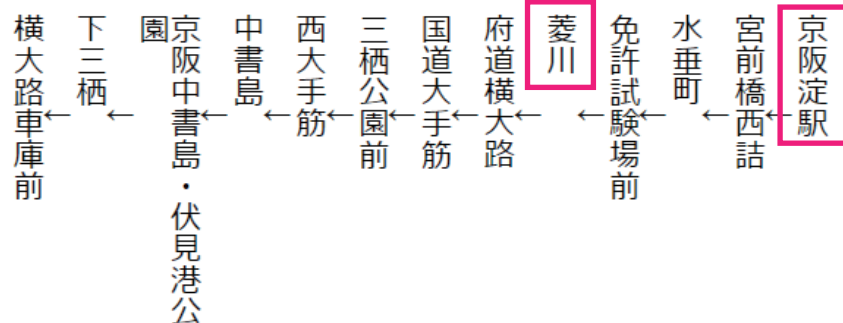 京阪淀駅
←
宮前橋西詰
←
水垂町
←
免許試験場前
←
菱川
←
府道横大路
←
国道大手筋
←
三栖公園前
←
西大手筋
←
中書島
←
京阪中書島・伏見港公
園
←
下三栖
←
横大路車庫前